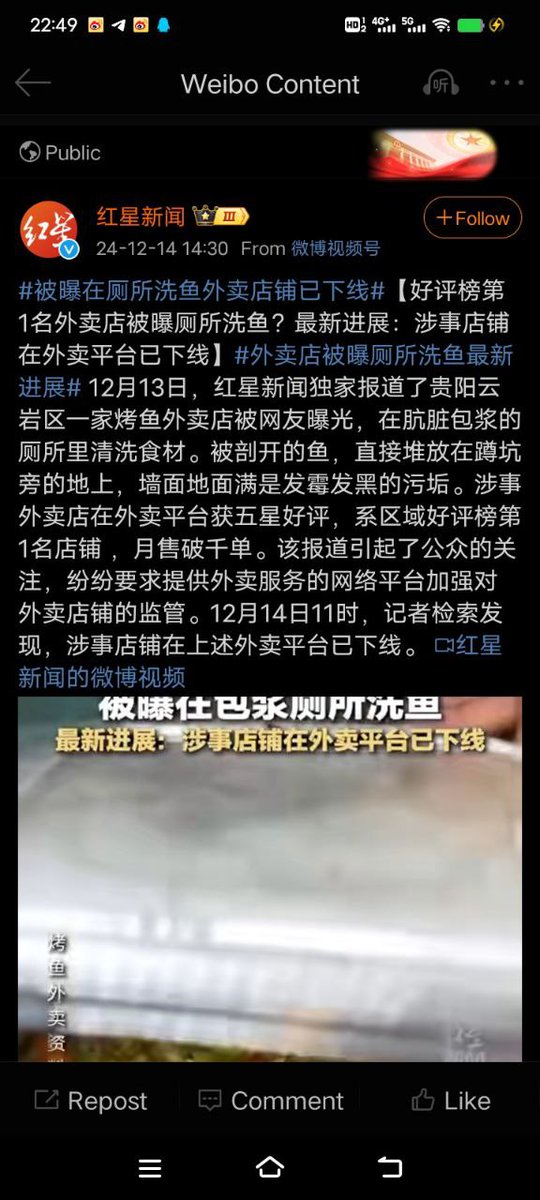 22:49
HD 1 2 4G+ 5G
Weibo Content
听
Public
红星新闻 III
+Follow
红星
24-12-14 14:30 From 微博视频号
#被曝在厕所洗鱼外卖店铺已下线#【好评榜第
1名外卖店被曝厕所洗鱼？最新进展：涉事店铺
在外卖平台已下线】#外卖店被曝厕所洗鱼最新
进展# 12月13日，红星新闻独家报道了贵阳云
岩区一家烤鱼外卖店被网友曝光，在肮脏包浆的
厕所里清洗食材。被剖开的鱼，直接堆放在蹲坑
旁的地上，墙面地面满是发霉发黑的污垢。涉事
外卖店在外卖平台获五星好评，系区域好评榜第
1名店铺 ，月售破千单。该报道引起了公众的关
注，纷纷要求提供外卖服务的网络平台加强对
外卖店铺的监管。12月14日11时，记者检索发
现，涉事店铺在上述外卖平台已下线。 红星
新闻的微博视频
被曝在包浆厕所洗鱼
最新进展：涉事店铺在外卖平台已下线
烤鱼外卖资
Repost
Comment
Like